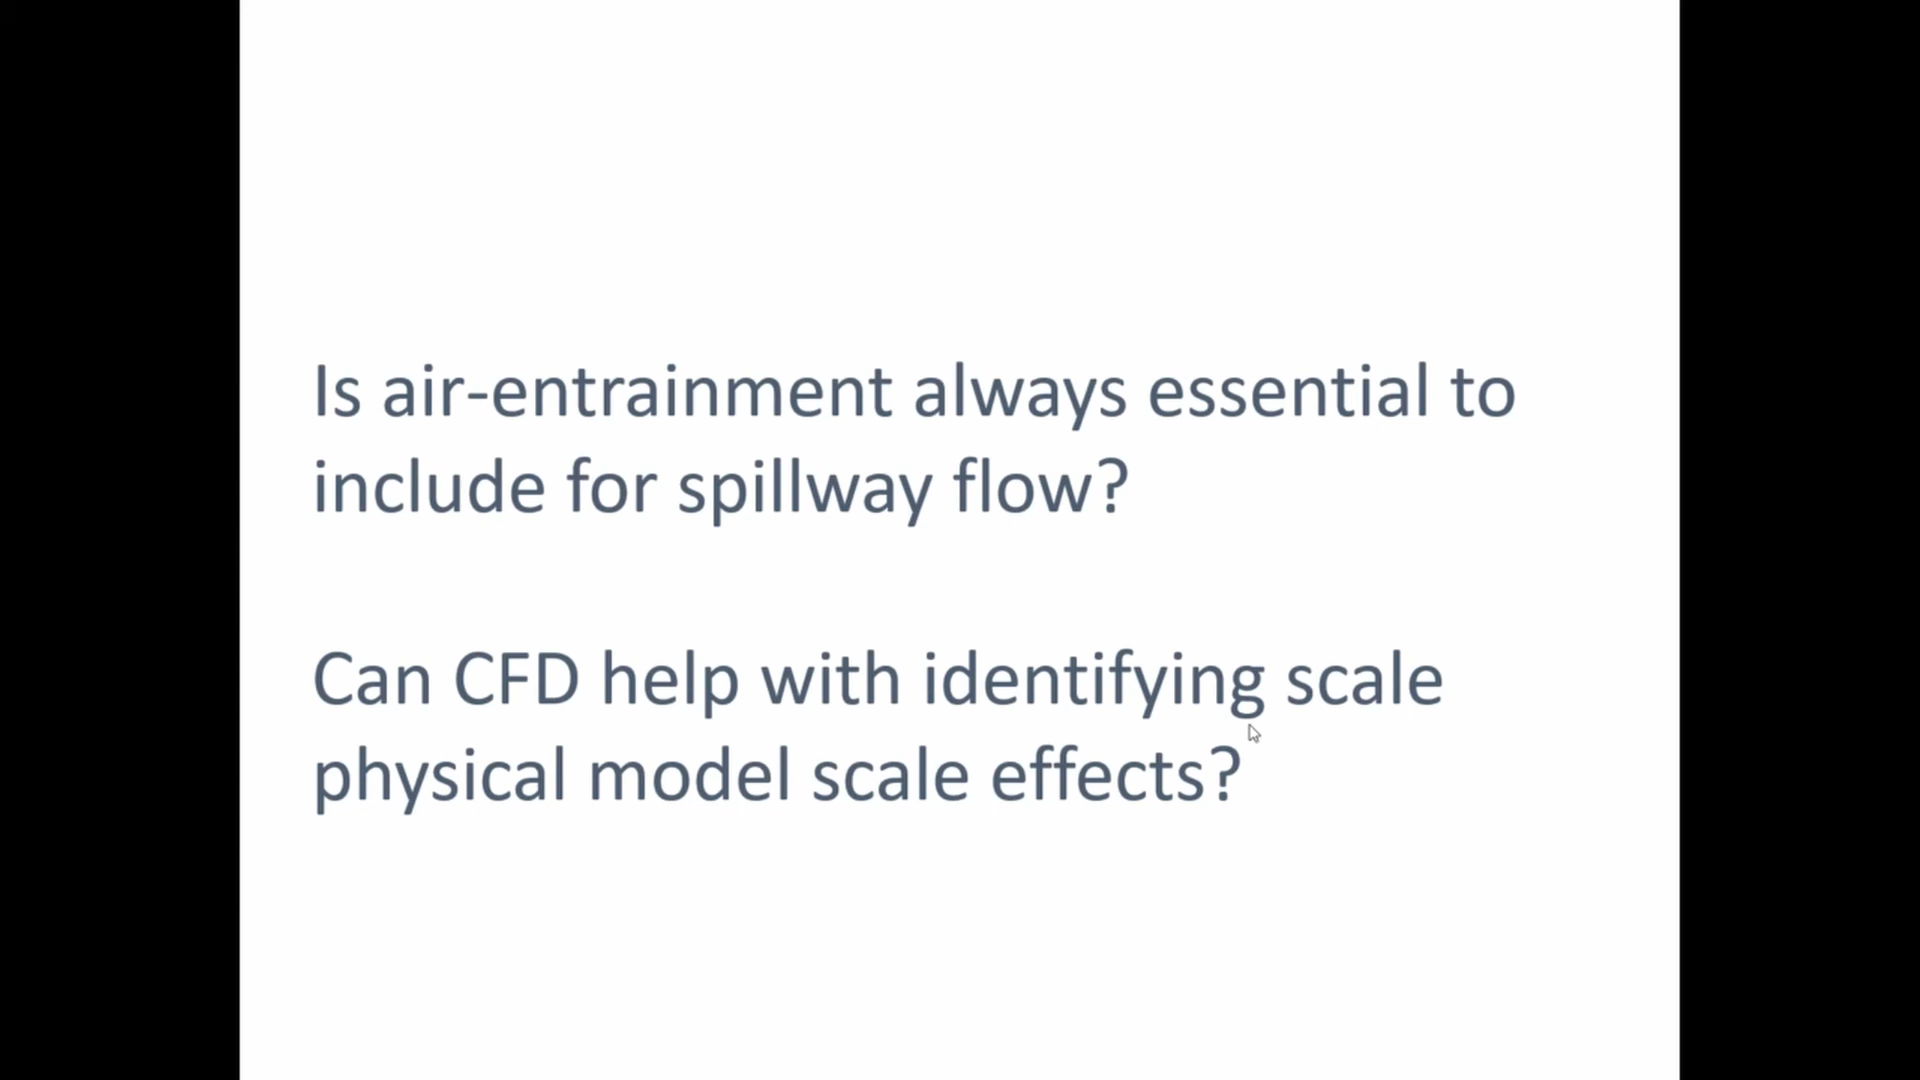 Is air-entrainment always essential to
include for spillway flow?
Can CFD help with identifying scale
physical model scale effects?